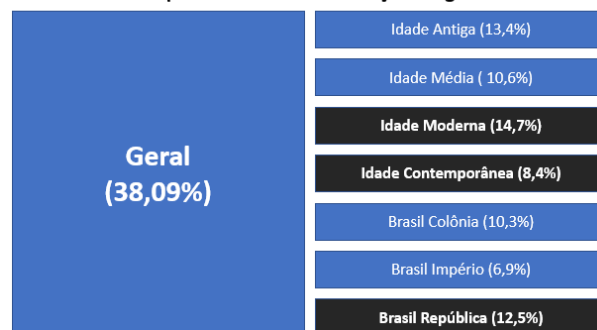 Geral
(38,09%)
Idade Antiga (13,4%)
Idade Média ( 10,6%)
Idade Moderna (14,7%)
Idade Contemporânea (8,4%)
Brasil Colônia (10,3%)
Brasil Império (6,9%)
Brasil República (12,5%)